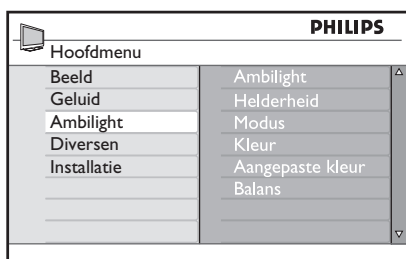 PHILIPS
Hoofdmenu
Beeld
Geluid
Ambilight
Diversen
Installatie
Ambilight
Helderheid
Modus
Kleur
Aangepaste kleur
Balans